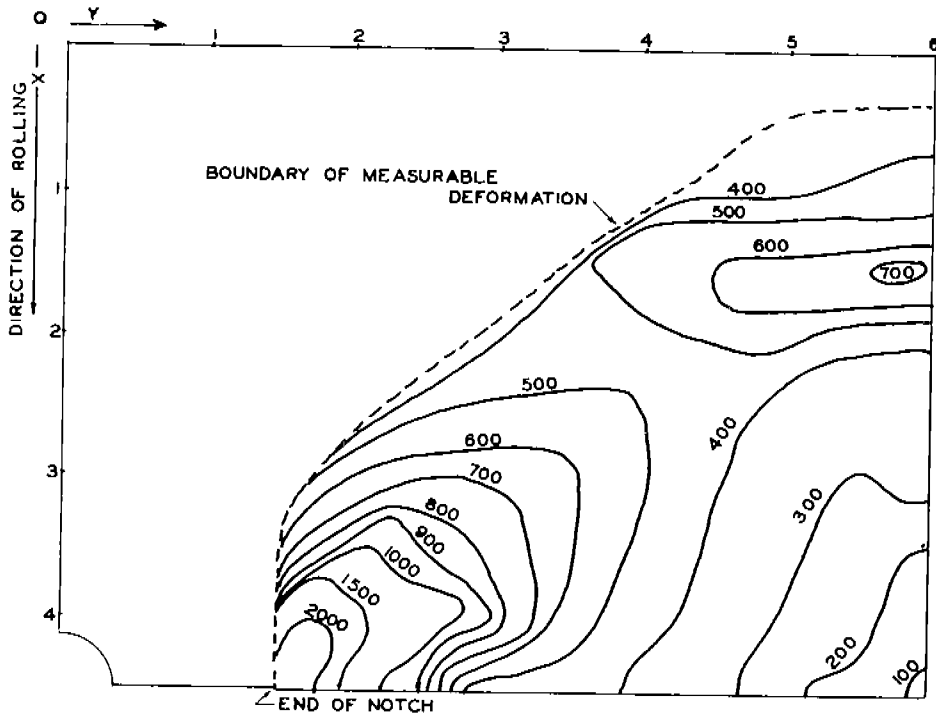 O Y
1 2 3 4 5 6
X
DIRECTION OF ROLLING
1
2
3
4
BOUNDARY OF MEASURABLE
DEFORMATION
400
500
600
700
500
600
700
800
900
1000
1500
2000
400
300
200
100
END OF NOTCH